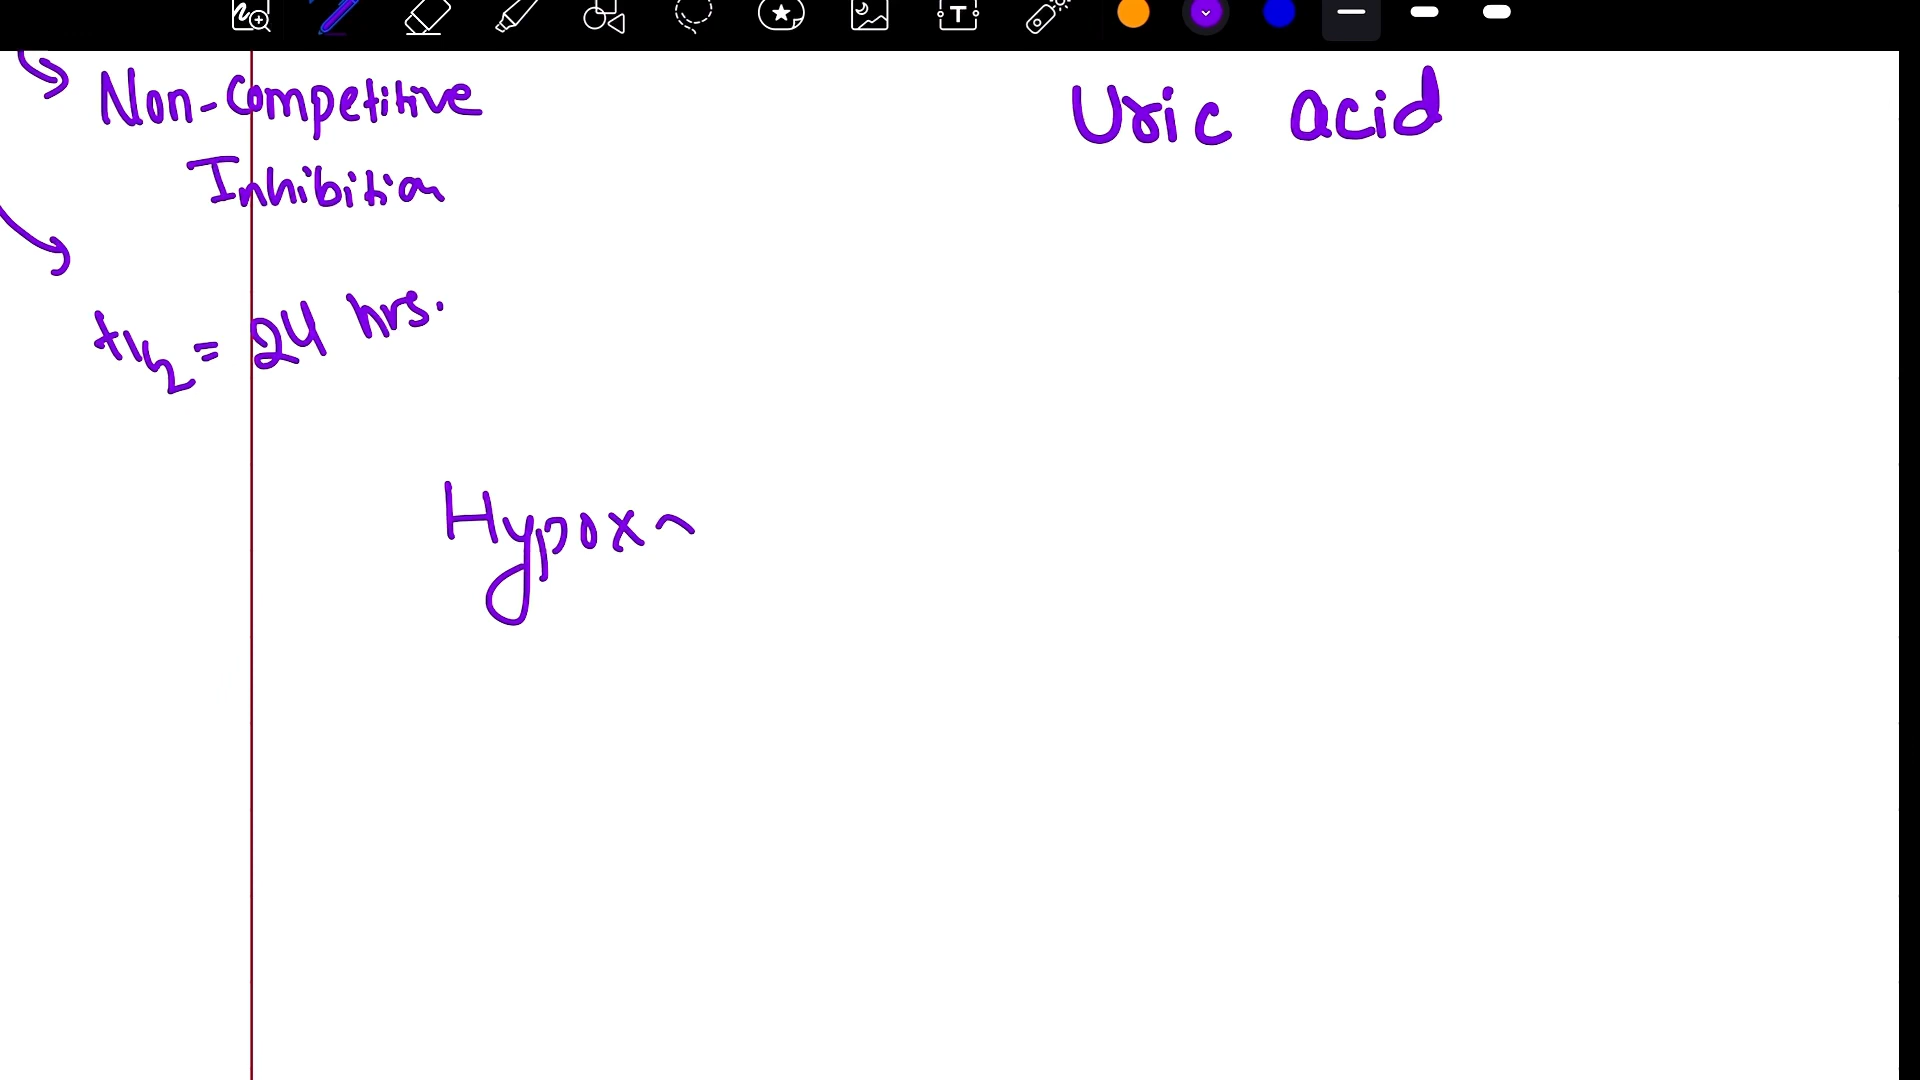 Non-Competitive
Inhibition
t1/2 = 24 hrs.
Uric acid
Hypox